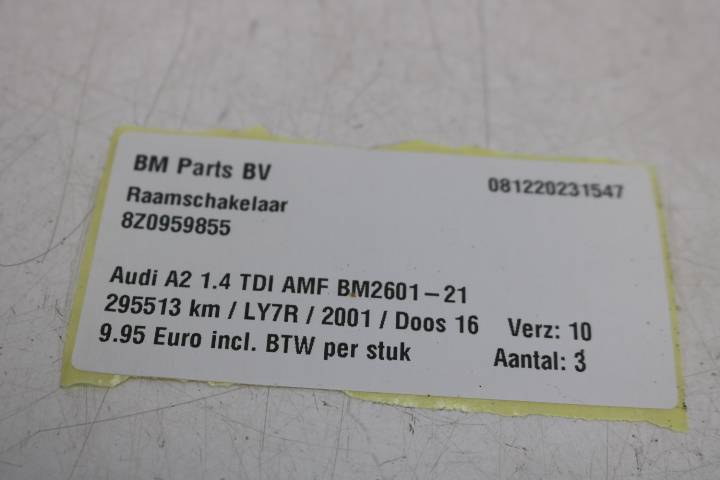 BM Parts BV
081220231547
Raamschakelaar
8Z0959855
Audi A2 1.4 TDI AMF BM2601-21
295513 km / LY7R / 2001 / Doos 16 Verz: 10
9.95 Euro incl. BTW per stuk Aantal: 3